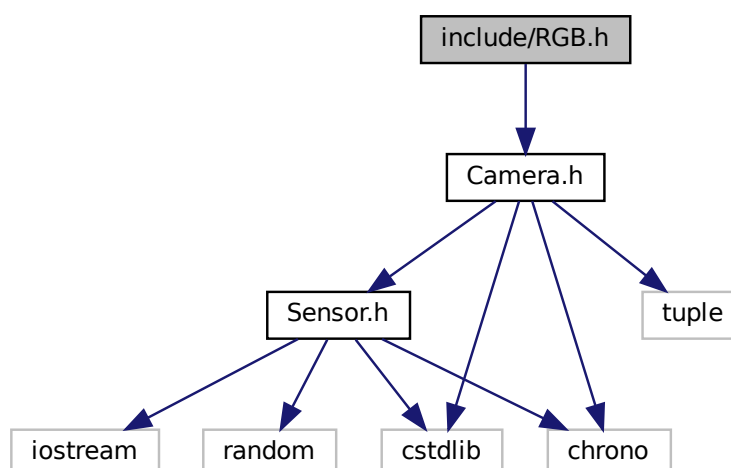 include/RGB.h
Camera.h
Sensor.h
tuple
iostream
random
cstdlib
chrono